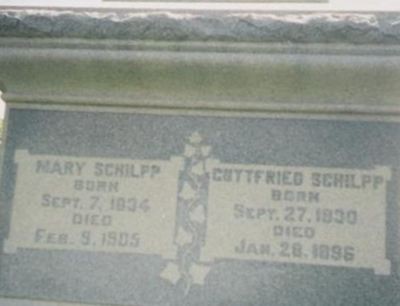 MARY SCHILPP
BORN
SEPT. 7, 1834
DIED
FEB. 9, 1905
GOTTFRIED SCHILPP
BORN
SEPT. 27, 1830
DIED
JAN. 28, 1896